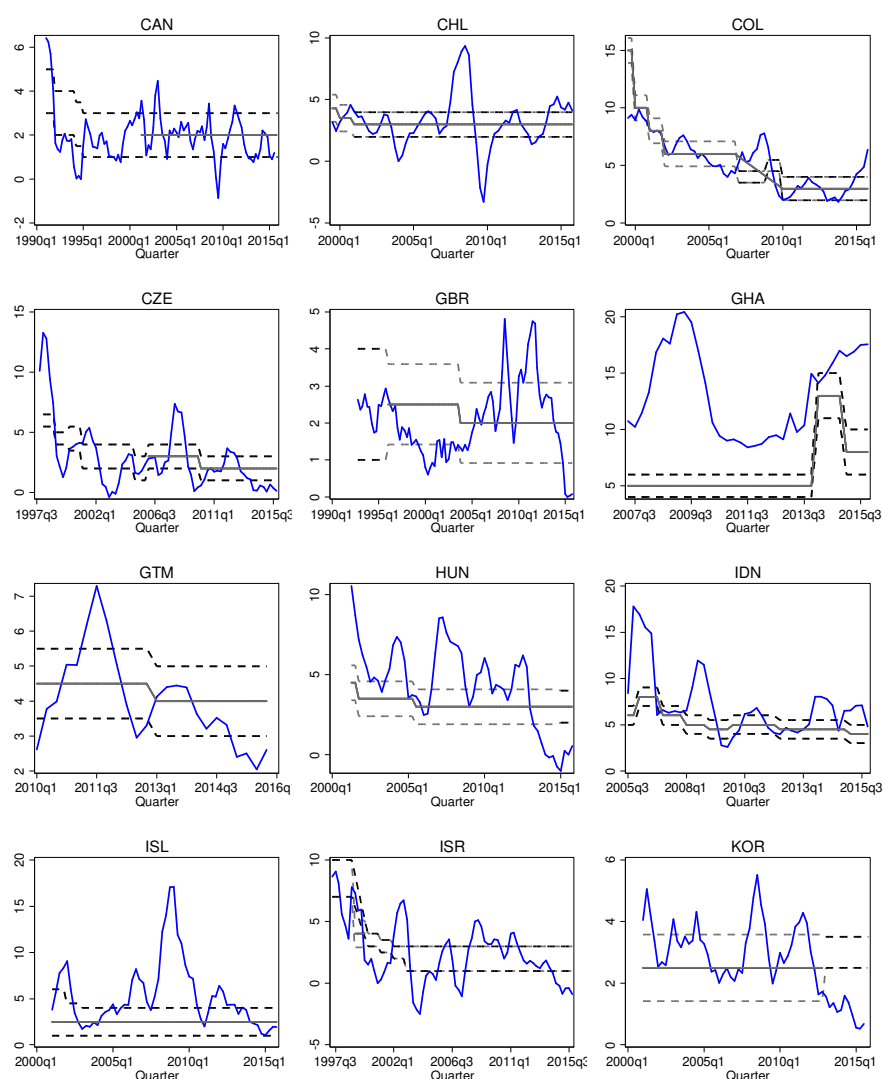 CAN CHL COL
6 4 2 0 -2
10 5 0 -5
15 10 5 0
1990q1 1995q1 2000q1 2005q1 2010q1 2015q1
2000q1 2005q1 2010q1 2015q1
2000q1 2005q1 2010q1 2015q1
Quarter Quarter Quarter
CZE GBR GHA
15 10 5 0
5 4 3 2 1 0
20 15 10 5
1997q3 2002q1 2006q3 2011q1 2015q3
1990q1 1995q1 2000q1 2005q1 2010q1 2015q1
2007q3 2009q3 2011q3 2013q3 2015q3
Quarter Quarter Quarter
GTM HUN IDN
7 6 5 4 3 2
10 5 0
20 15 10 5 0
2010q1 2011q3 2013q1 2014q3 2016q
2000q1 2005q1 2010q1 2015q1
2005q3 2008q1 2010q3 2013q1 2015q3
Quarter Quarter Quarter
ISL ISR KOR
20 15 10 5 0
10 5 0 -5
6 4 2 0
2000q1 2005q1 2010q1 2015q1
1997q3 2002q1 2006q3 2011q1 2015q3
2000q1 2005q1 2010q1 2015q1
Quarter Quarter Quarter